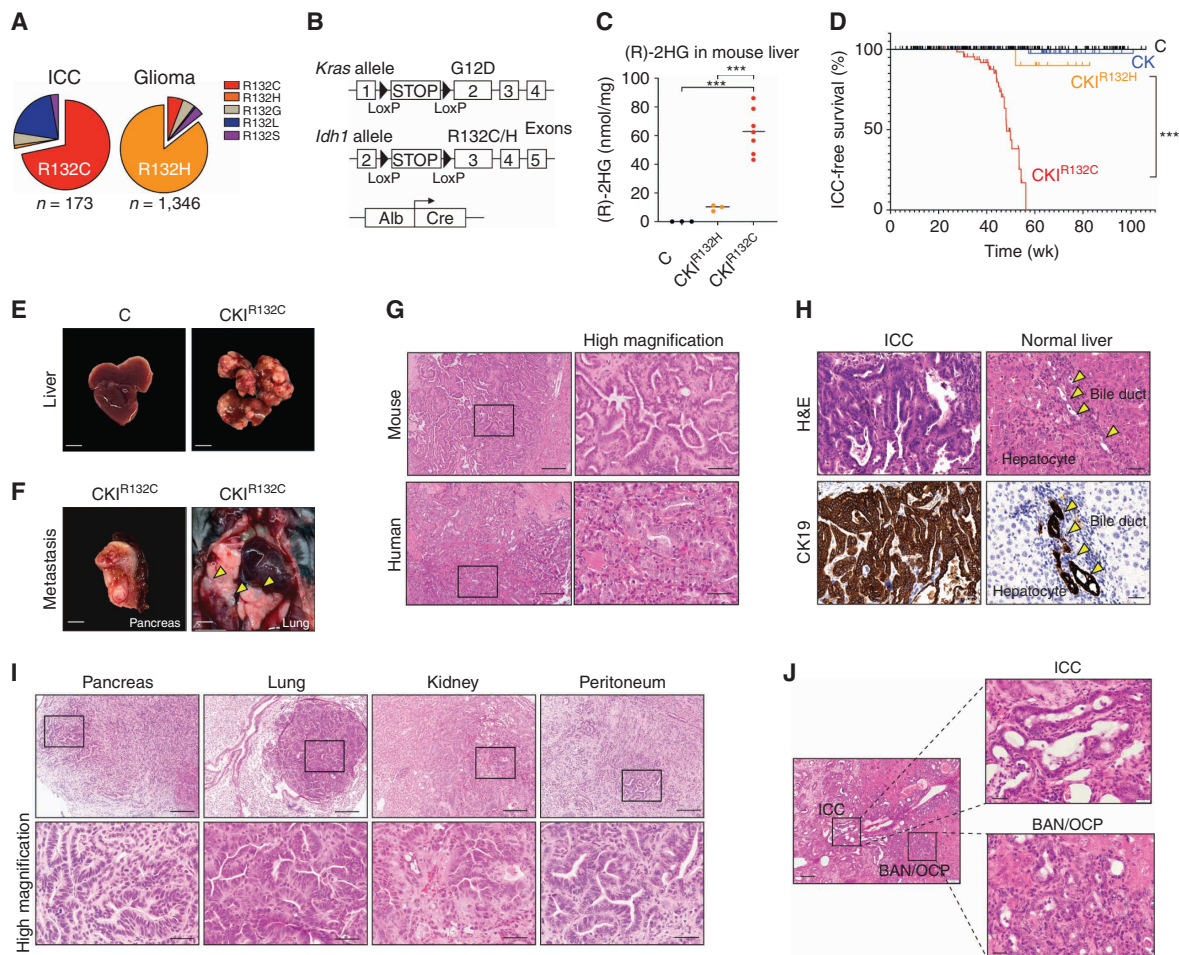 A
ICC
Glioma
R132C
R132H
R132G
R132L
R132S
R132C
R132H
n = 173
n = 1,346
B
Kras allele
G12D
1
STOP
2
3
4
LoxP
LoxP
Idh1 allele
R132C/H
Exons
2
STOP
3
4
5
LoxP
LoxP
Alb
Cre
C
(R)-2HG in mouse liver
***
***
(R)-2HG (nmol/mg)
100
80
60
40
20
0
C
CKI^R132H
CKI^R132C
D
ICC-free survival (%)
100
50
0
C
CK
CKI^R132H
***
CKI^R132C
0
20
40
60
80
100
Time (wk)
E
C
CKI^R132C
Liver
F
CKI^R132C
CKI^R132C
Metastasis
Pancreas
Lung
G
High magnification
Mouse
Human
H
ICC
Normal liver
H&E
Bile duct
Hepatocyte
CK19
Bile duct
Hepatocyte
I
Pancreas
Lung
Kidney
Peritoneum
High magnification
J
ICC
ICC
BAN/OCP
BAN/OCP